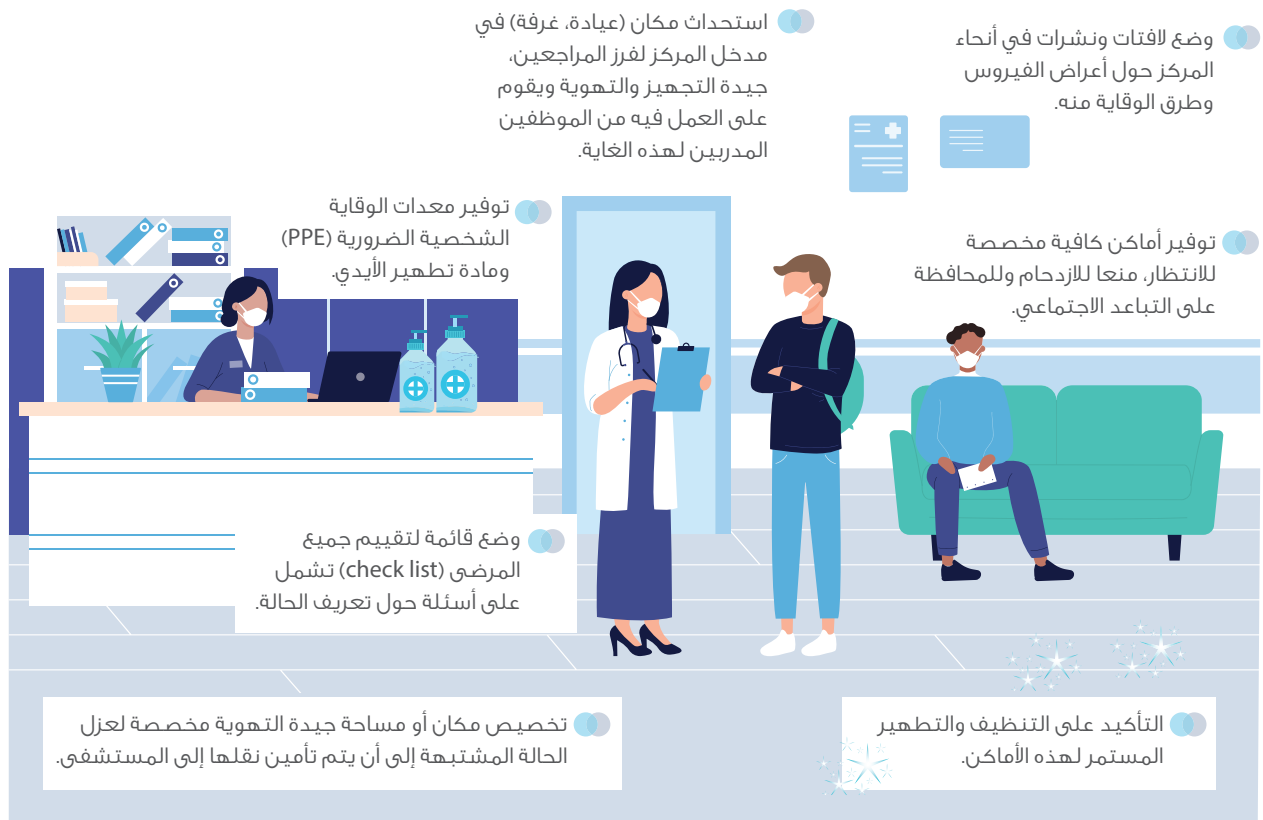 وضع لافتات ونشرات في أنحاء
المركز حول أعراض الفيروس
وطرق الوقاية منه.
استحداث مكان (عيادة، غرفة) في
مدخل المركز لفرز المراجعين،
جيدة التجهيز والتهوية ويقوم
على العمل فيه من الموظفين
المدربين لهذه الغاية.
توفير أماكن كافية مخصصة
للانتظار، منعا للازدحام وللمحافظة
على التباعد الاجتماعي.
توفير معدات الوقاية
الشخصية الضرورية (PPE)
ومادة تطهير الأيدي.
وضع قائمة لتقييم جميع
المرضى (check list) تشمل
على أسئلة حول تعريف الحالة.
التأكيد على التنظيف والتطهير
المستمر لهذه الأماكن.
تخصيص مكان أو مساحة جيدة التهوية مخصصة لعزل
الحالة المشتبهة إلى أن يتم تأمين نقلها إلى المستشفى.